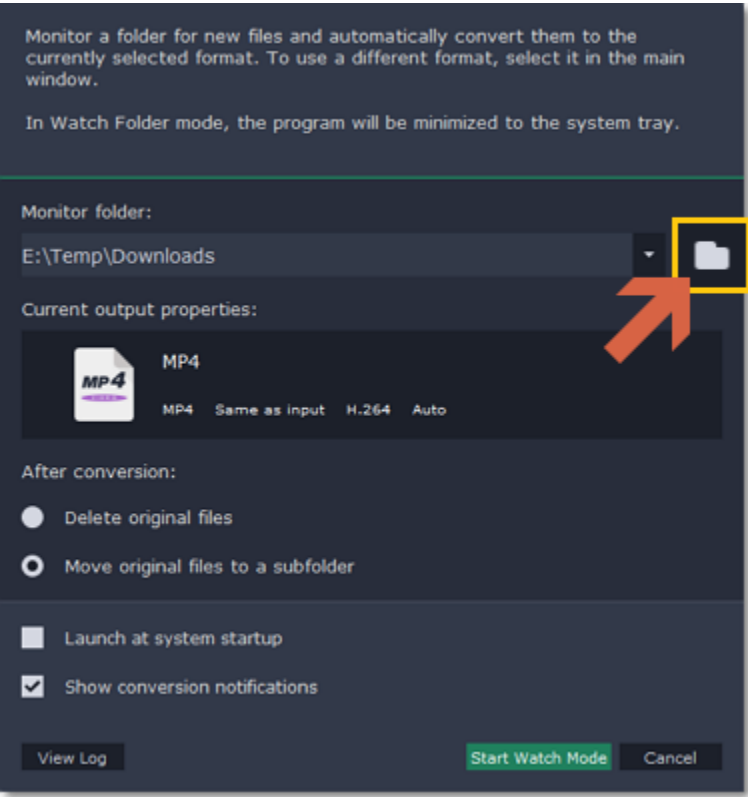 Monitor a folder for new files and automatically convert them to the
currently selected format. To use a different format, select it in the main
window.
In Watch Folder mode, the program will be minimized to the system tray.
Monitor folder:
E:\Temp\Downloads
Current output properties:
MP4
MP4
MP4 Same as input H.264 Auto
After conversion:
Delete original files
Move original files to a subfolder
Launch at system startup
Show conversion notifications
View Log Start Watch Mode Cancel